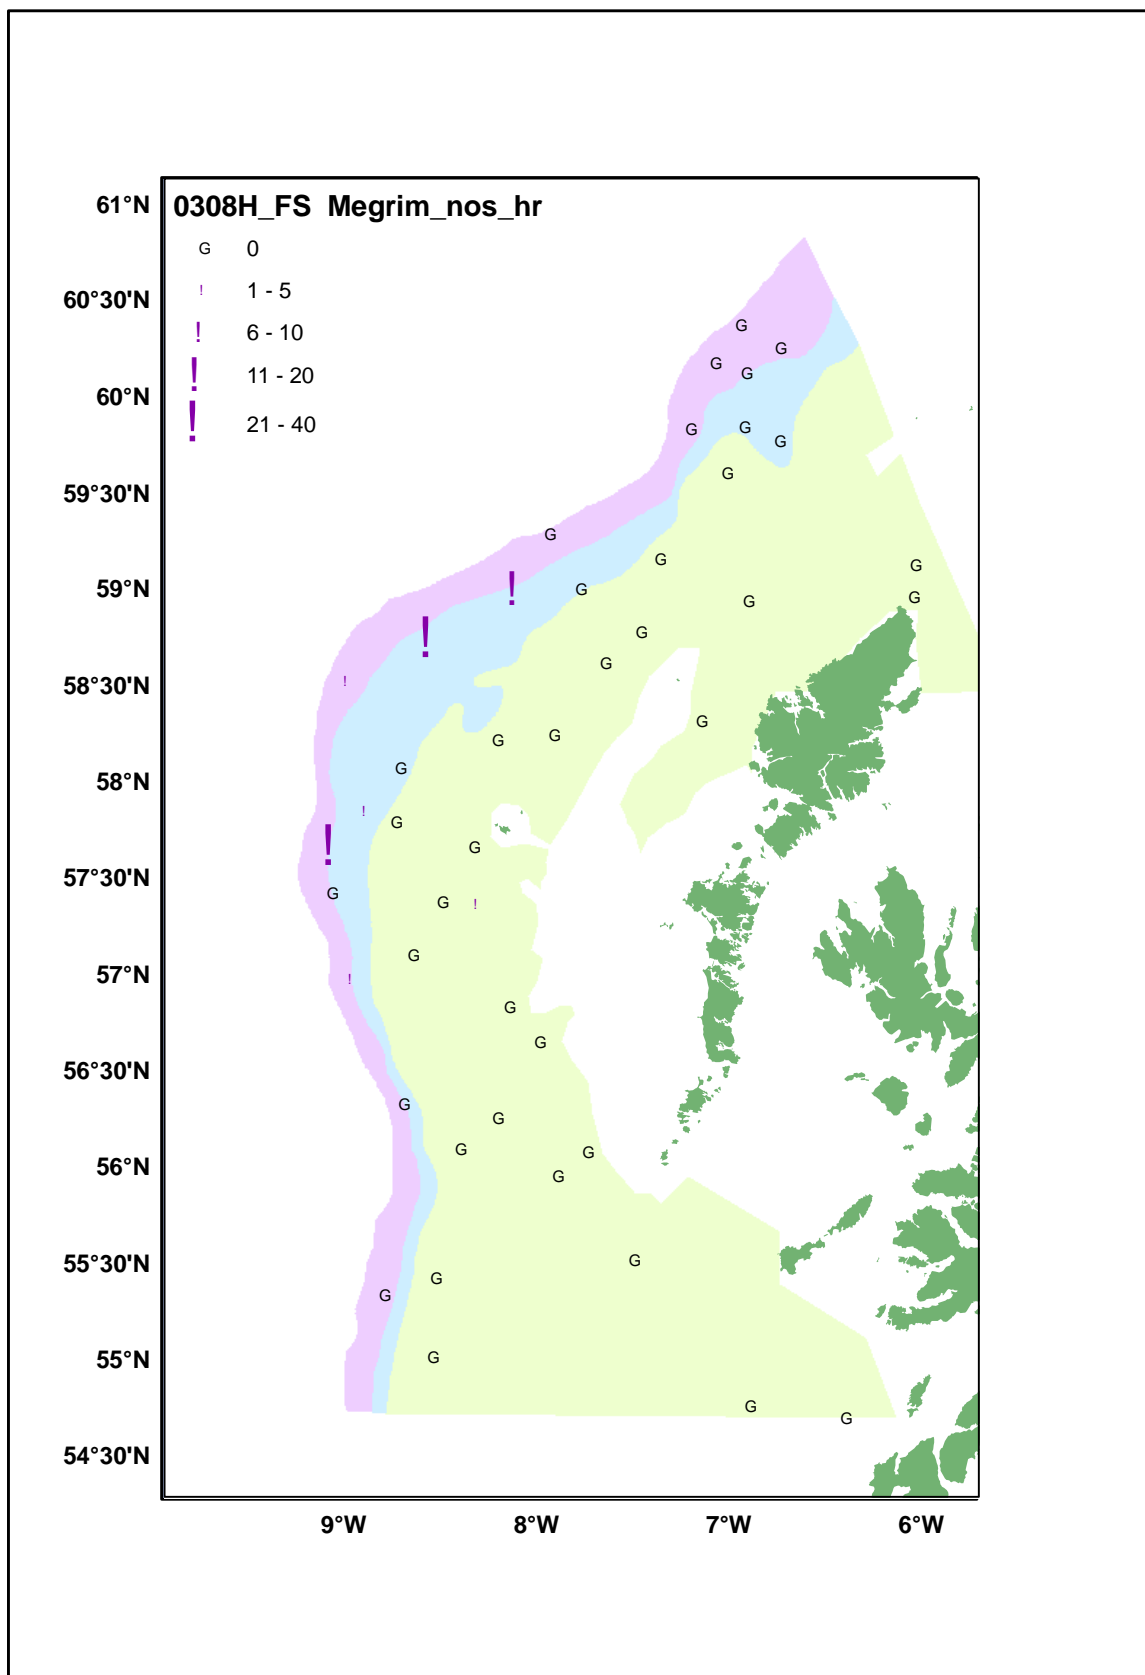 0308H_FS Megrim_nos_hr
G 0
! 1 - 5
! 6 - 10
! 11 - 20
! 21 - 40
61°N
60°30'N
60°N
59°30'N
59°N
58°30'N
58°N
57°30'N
57°N
56°30'N
56°N
55°30'N
55°N
54°30'N
G
G
G
G
G
G
G
G
G
G
!
G
G
G
G
G
!
G
!
G
G
G
G
G
!
G
!
G
G
G
!
G
!
G
G
G
G
G
G
G
G
G
G
G
G
G
9°W 8°W 7°W 6°W